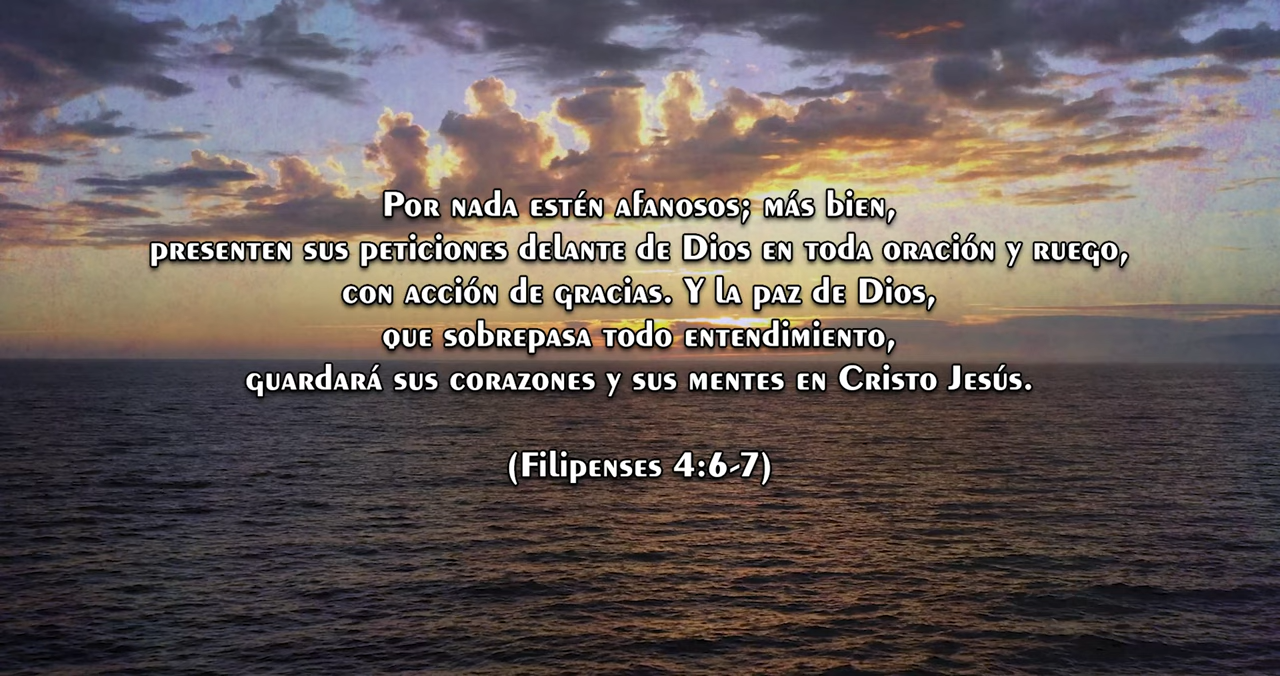 Por nada estén afanosos; más bien,
presenten sus peticiones delante de Dios en toda oración y ruego,
con acción de gracias. Y la paz de Dios,
que sobrepasa todo entendimiento,
guardará sus corazones y sus mentes en Cristo Jesús.
(Filipenses 4:6-7)